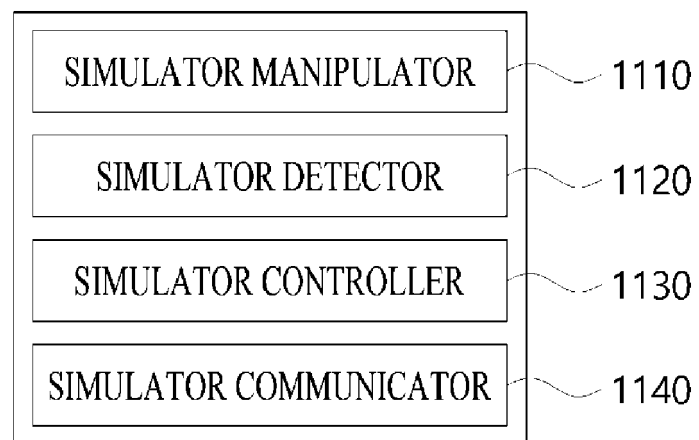 SIMULATOR MANIPULATOR 1110
SIMULATOR DETECTOR 1120
SIMULATOR CONTROLLER 1130
SIMULATOR COMMUNICATOR 1140